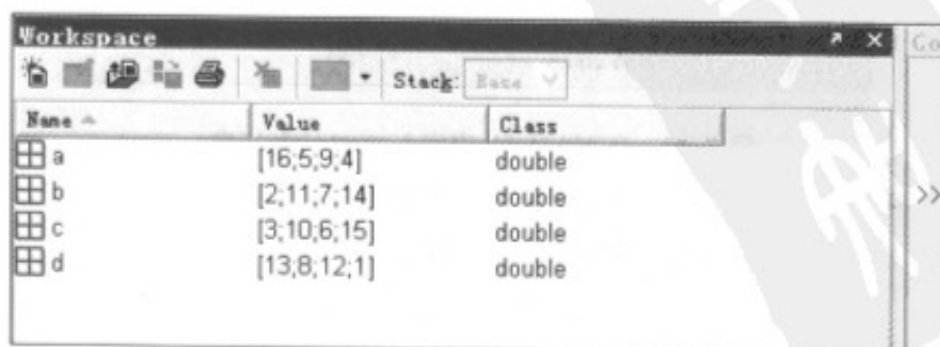 Workspace
Stack: Base
Name Value Class
a [16;5;9;4] double
b [2;11;7;14] double
c [3;10;6;15] double
d [13;8;12;1] double
Co
>>